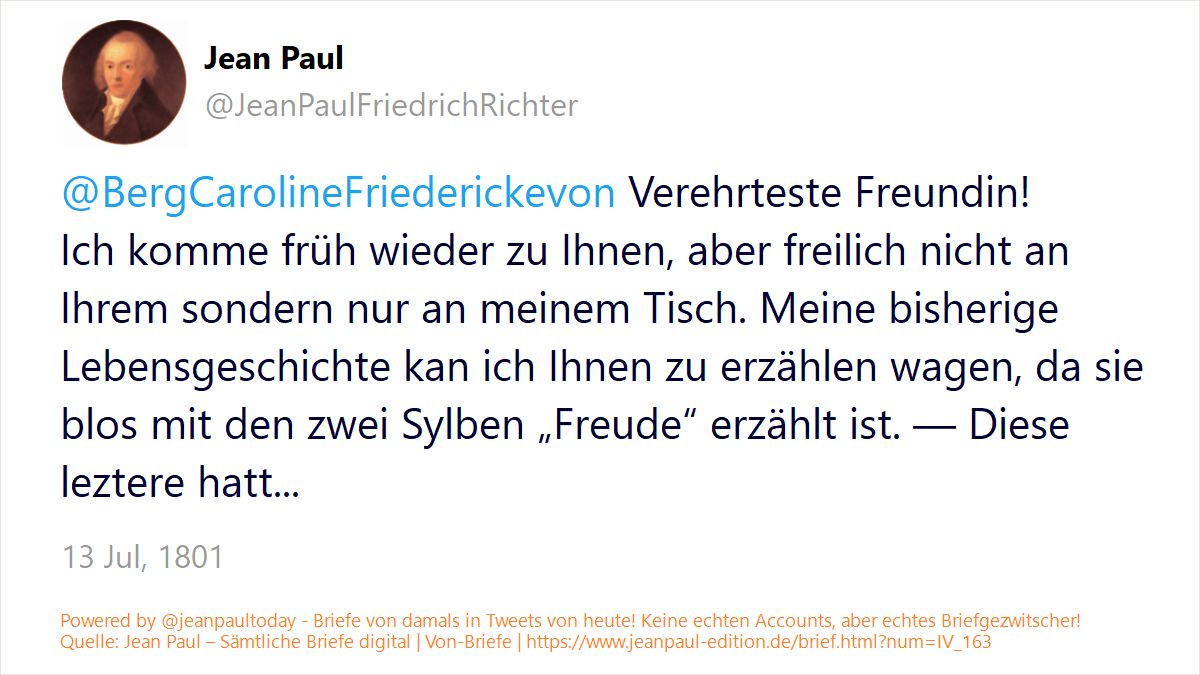 Jean Paul
@JeanPaulFriedrichRichter
@BergCarolineFriederickevon Verehrteste Freundin!
Ich komme früh wieder zu Ihnen, aber freilich nicht an
Ihrem sondern nur an meinem Tisch. Meine bisherige
Lebensgeschichte kan ich Ihnen zu erzählen wagen, da sie
blos mit den zwei Sylben „Freude“ erzählt ist. — Diese
leztere hatt...
13 Jul, 1801
Powered by @jeanpaultoday - Briefe von damals in Tweets von heute! Keine echten Accounts, aber echtes Briefgezwitscher!
Quelle: Jean Paul – Sämtliche Briefe digital | Von-Briefe | https://www.jeanpaul-edition.de/brief.html?num=IV_163